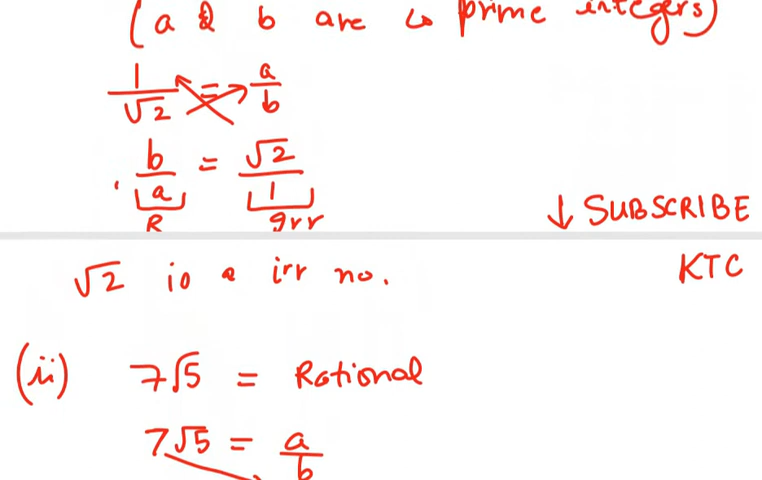 (a & b are co prime integers)
1/√2 = a/b
b/a = √2/1
R irr
↓ SUBSCRIBE
√2 is a irr no.
KTC
(ii) 7√5 = Rational
7√5 = a/b